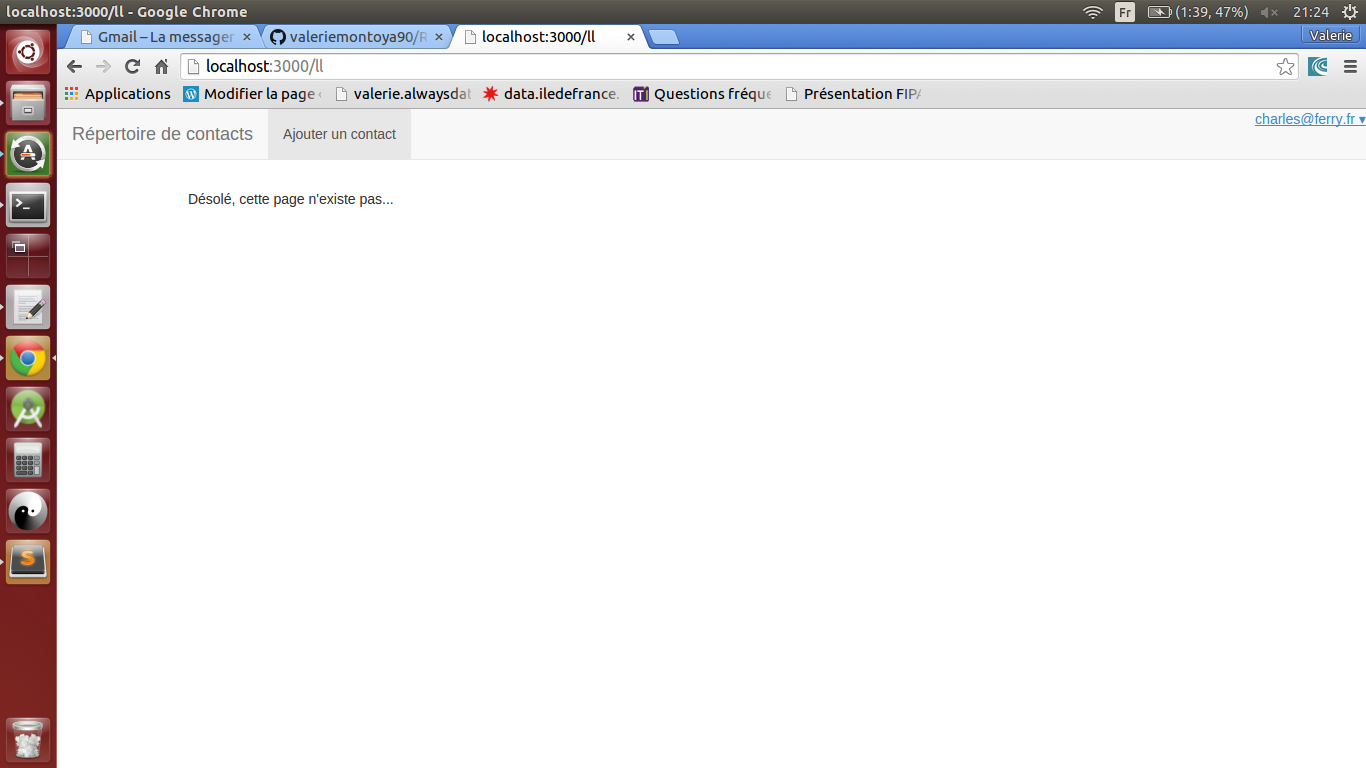 localhost:3000/ll - Google Chrome
Fr
(1:39, 47%)
21:24
Gmail – La messager
valeriemontoya90/R
localhost:3000/ll
Valerie
localhost:3000/ll
Applications
Modifier la page
valerie.alwaysdat
data.iledefrance.
Questions fréque
Présentation FIPA
Répertoire de contacts
Ajouter un contact
charles@ferry.fr ▾
Désolé, cette page n'existe pas...